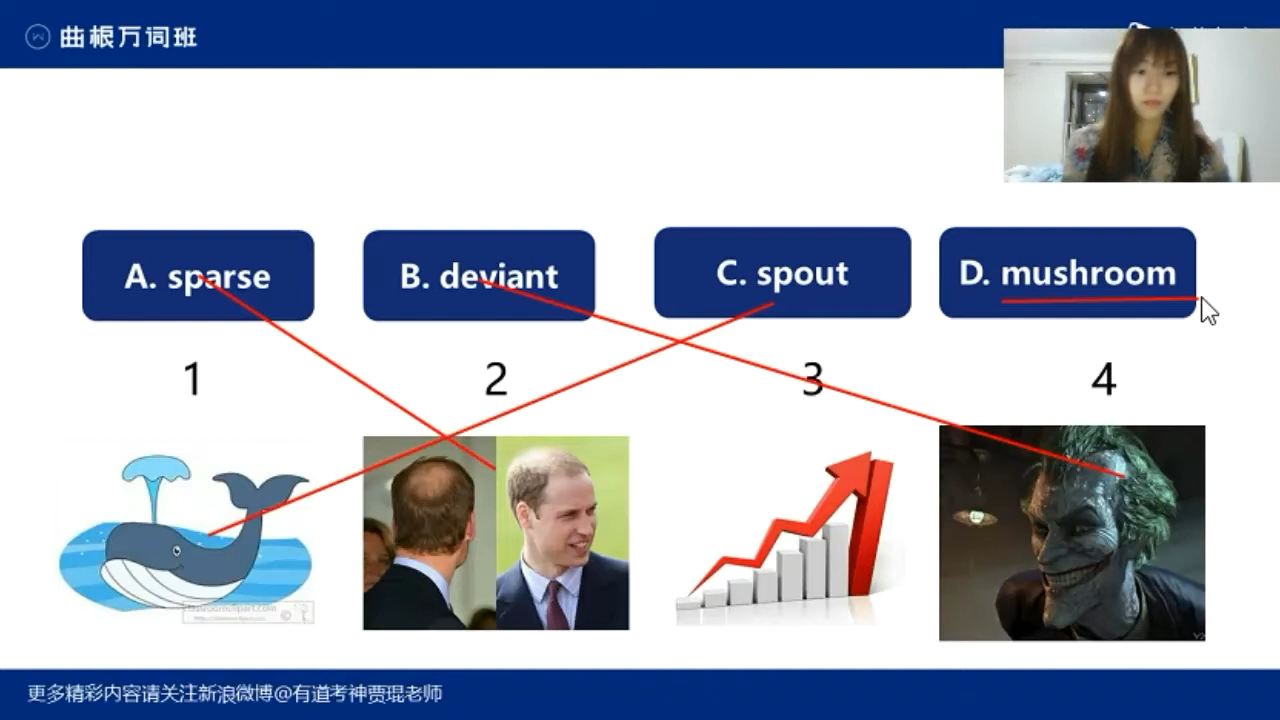 曲根万词班
A. sparse
B. deviant
C. spout
D. mushroom
1
2
3
4
更多精彩内容请关注新浪微博@有道考神贾琨老师